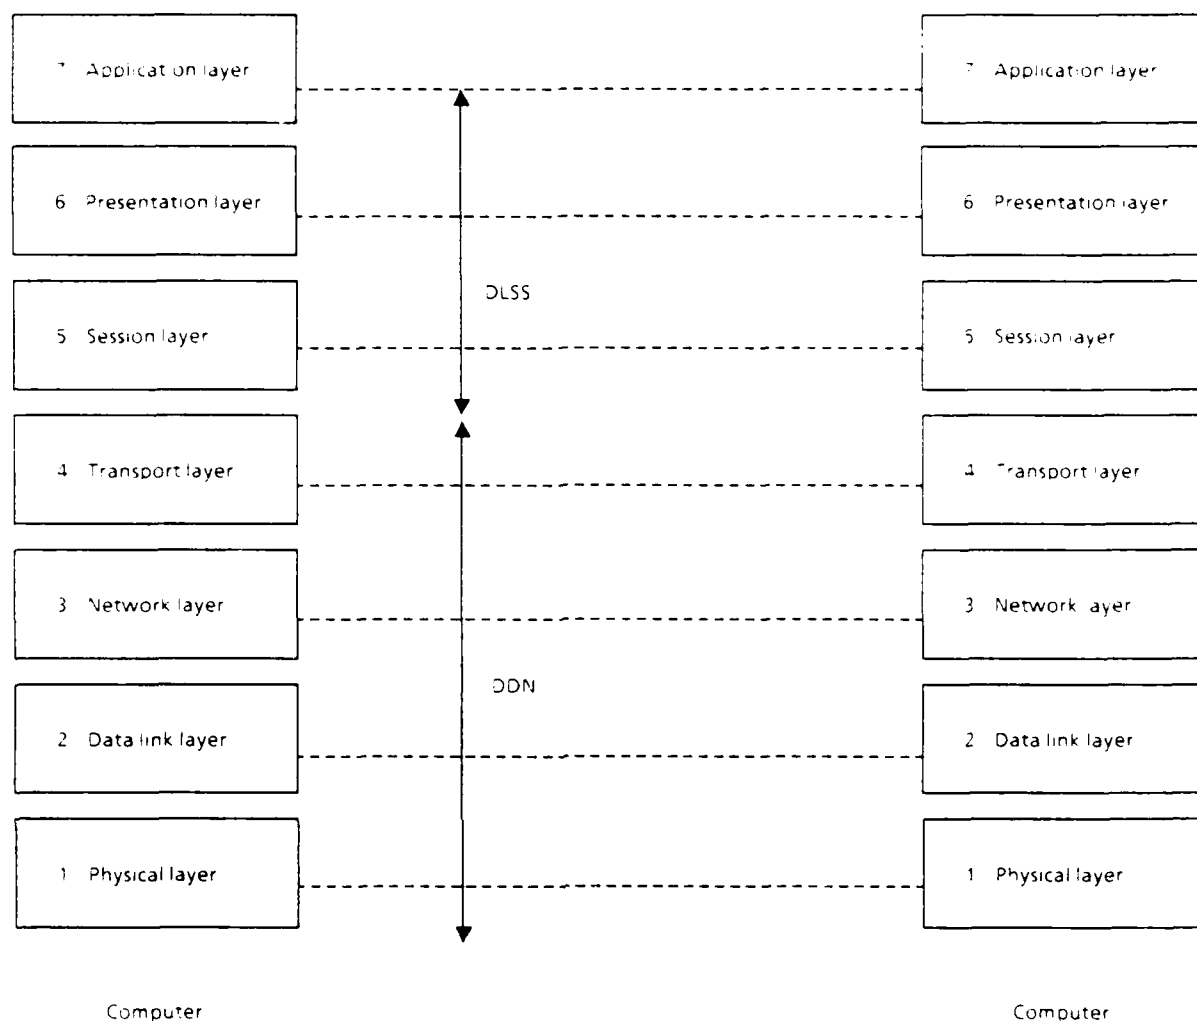 7 Application layer
7 Application layer
6 Presentation layer
6 Presentation layer
DLSS
5 Session layer
5 Session layer
4 Transport layer
4 Transport layer
3 Network layer
3 Network layer
DDN
2 Data link layer
2 Data link layer
1 Physical layer
1 Physical layer
Computer
Computer